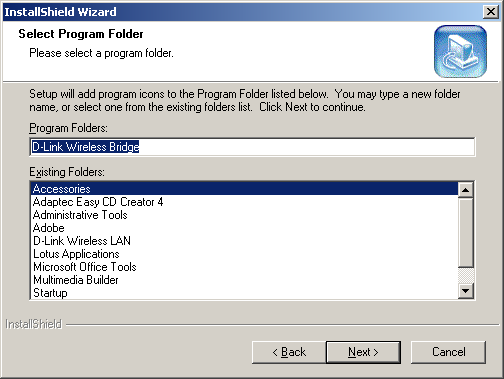 InstallShield Wizard
Select Program Folder
Please select a program folder.
Setup will add program icons to the Program Folder listed below. You may type a new folder
name, or select one from the existing folders list. Click Next to continue.
Program Folders:
D-Link Wireless Bridge
Existing Folders:
Accessories
Adaptec Easy CD Creator 4
Administrative Tools
Adobe
D-Link Wireless LAN
Lotus Applications
Microsoft Office Tools
Multimedia Builder
Startup
InstallShield
< Back
Next >
Cancel